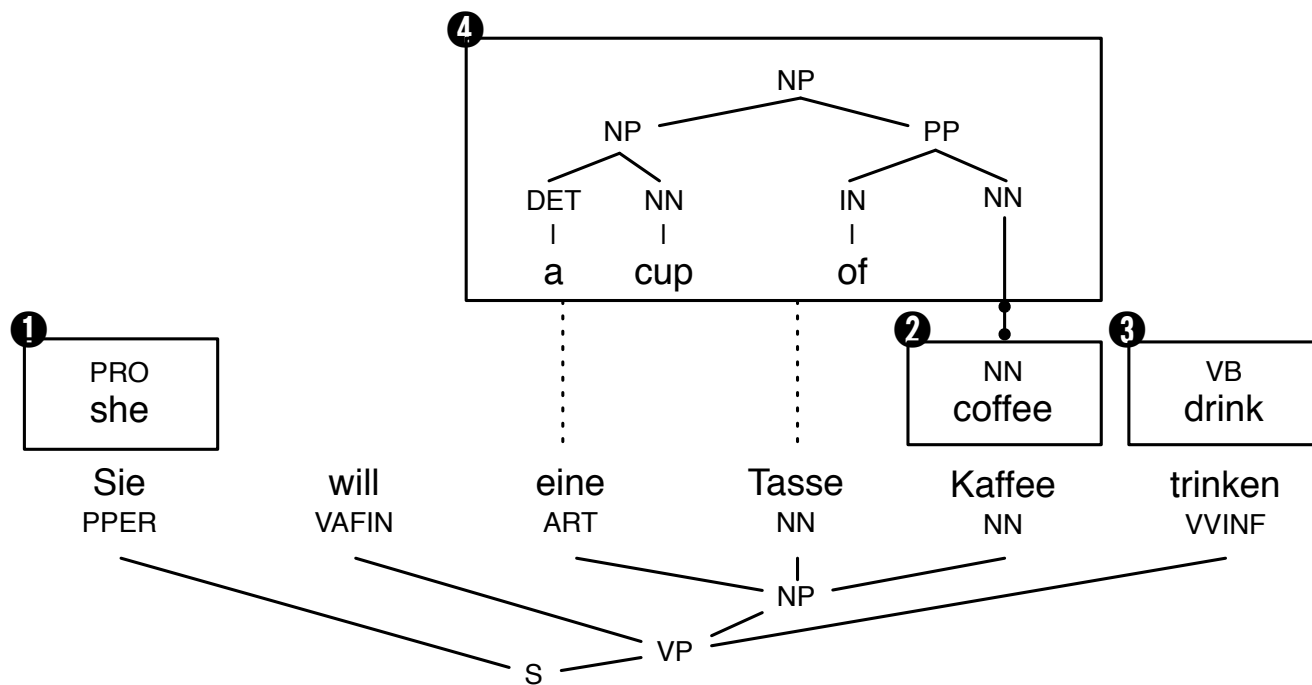 4
NP
NP PP
DET NN IN NN
a cup of
1 2 3
PRO NN VB
she coffee drink
Sie will eine Tasse Kaffee trinken
PPER VAFIN ART NN NN VVINF
NP
VP
S